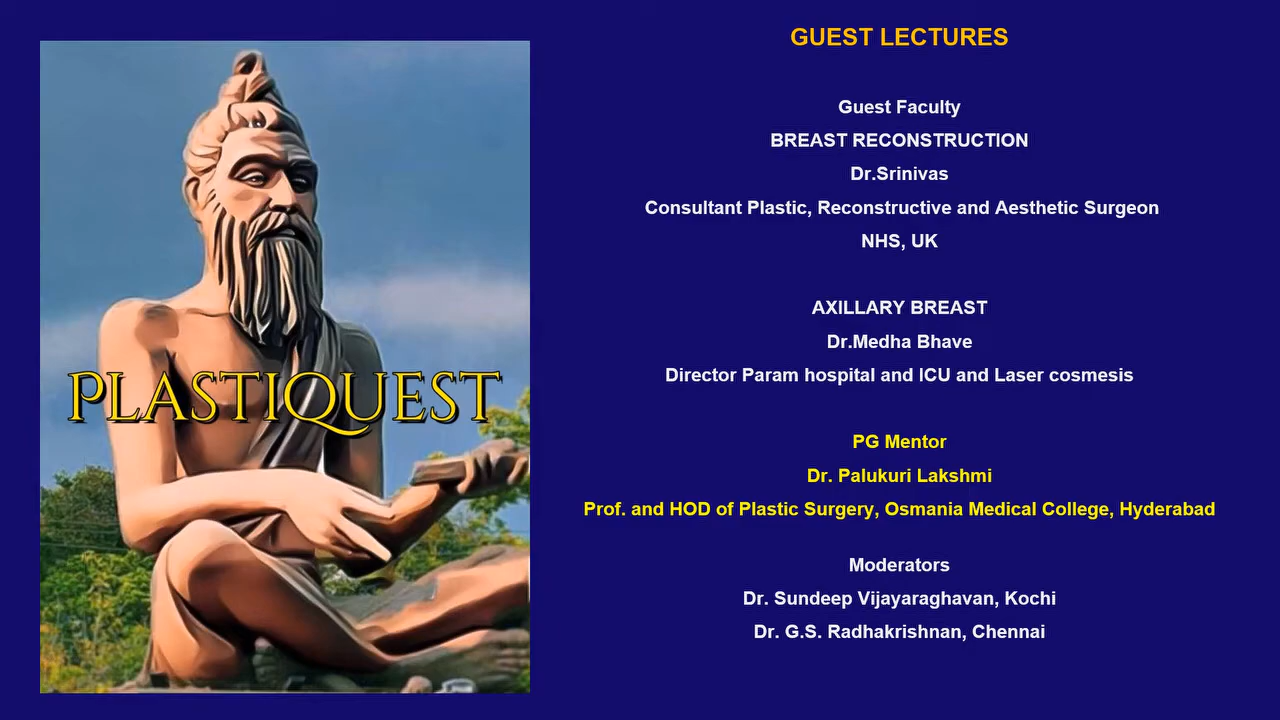 PLASTIQUEST
GUEST LECTURES
Guest Faculty
BREAST RECONSTRUCTION
Dr.Srinivas
Consultant Plastic, Reconstructive and Aesthetic Surgeon
NHS, UK
AXILLARY BREAST
Dr.Medha Bhave
Director Param hospital and ICU and Laser cosmesis
PG Mentor
Dr. Palukuri Lakshmi
Prof. and HOD of Plastic Surgery, Osmania Medical College, Hyderabad
Moderators
Dr. Sundeep Vijayaraghavan, Kochi
Dr. G.S. Radhakrishnan, Chennai